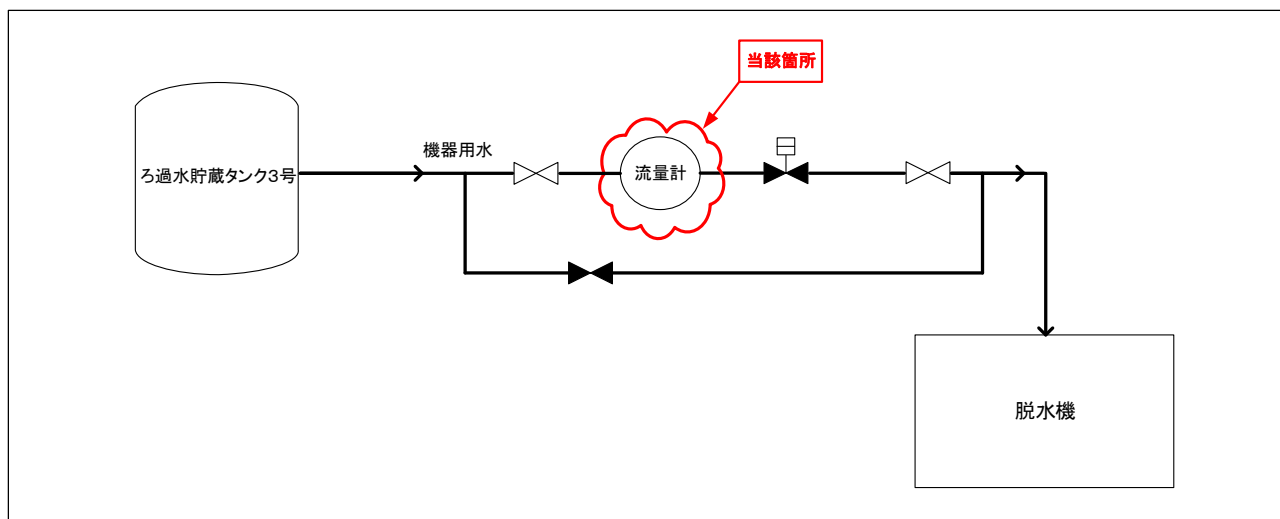 当該箇所
機器用水
ろ過水貯蔵タンク3号
流量計
脱水機